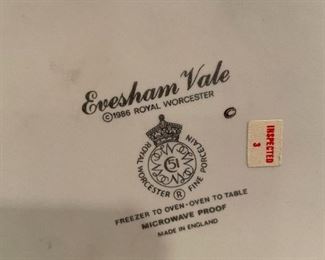 Evesham Vale
©1986 ROYAL WORCESTER
ROYAL WORCESTER ® FINE PORCELAIN
51
FREEZER TO OVEN-OVEN TO TABLE
MICROWAVE PROOF
MADE IN ENGLAND
INSPECTED
3